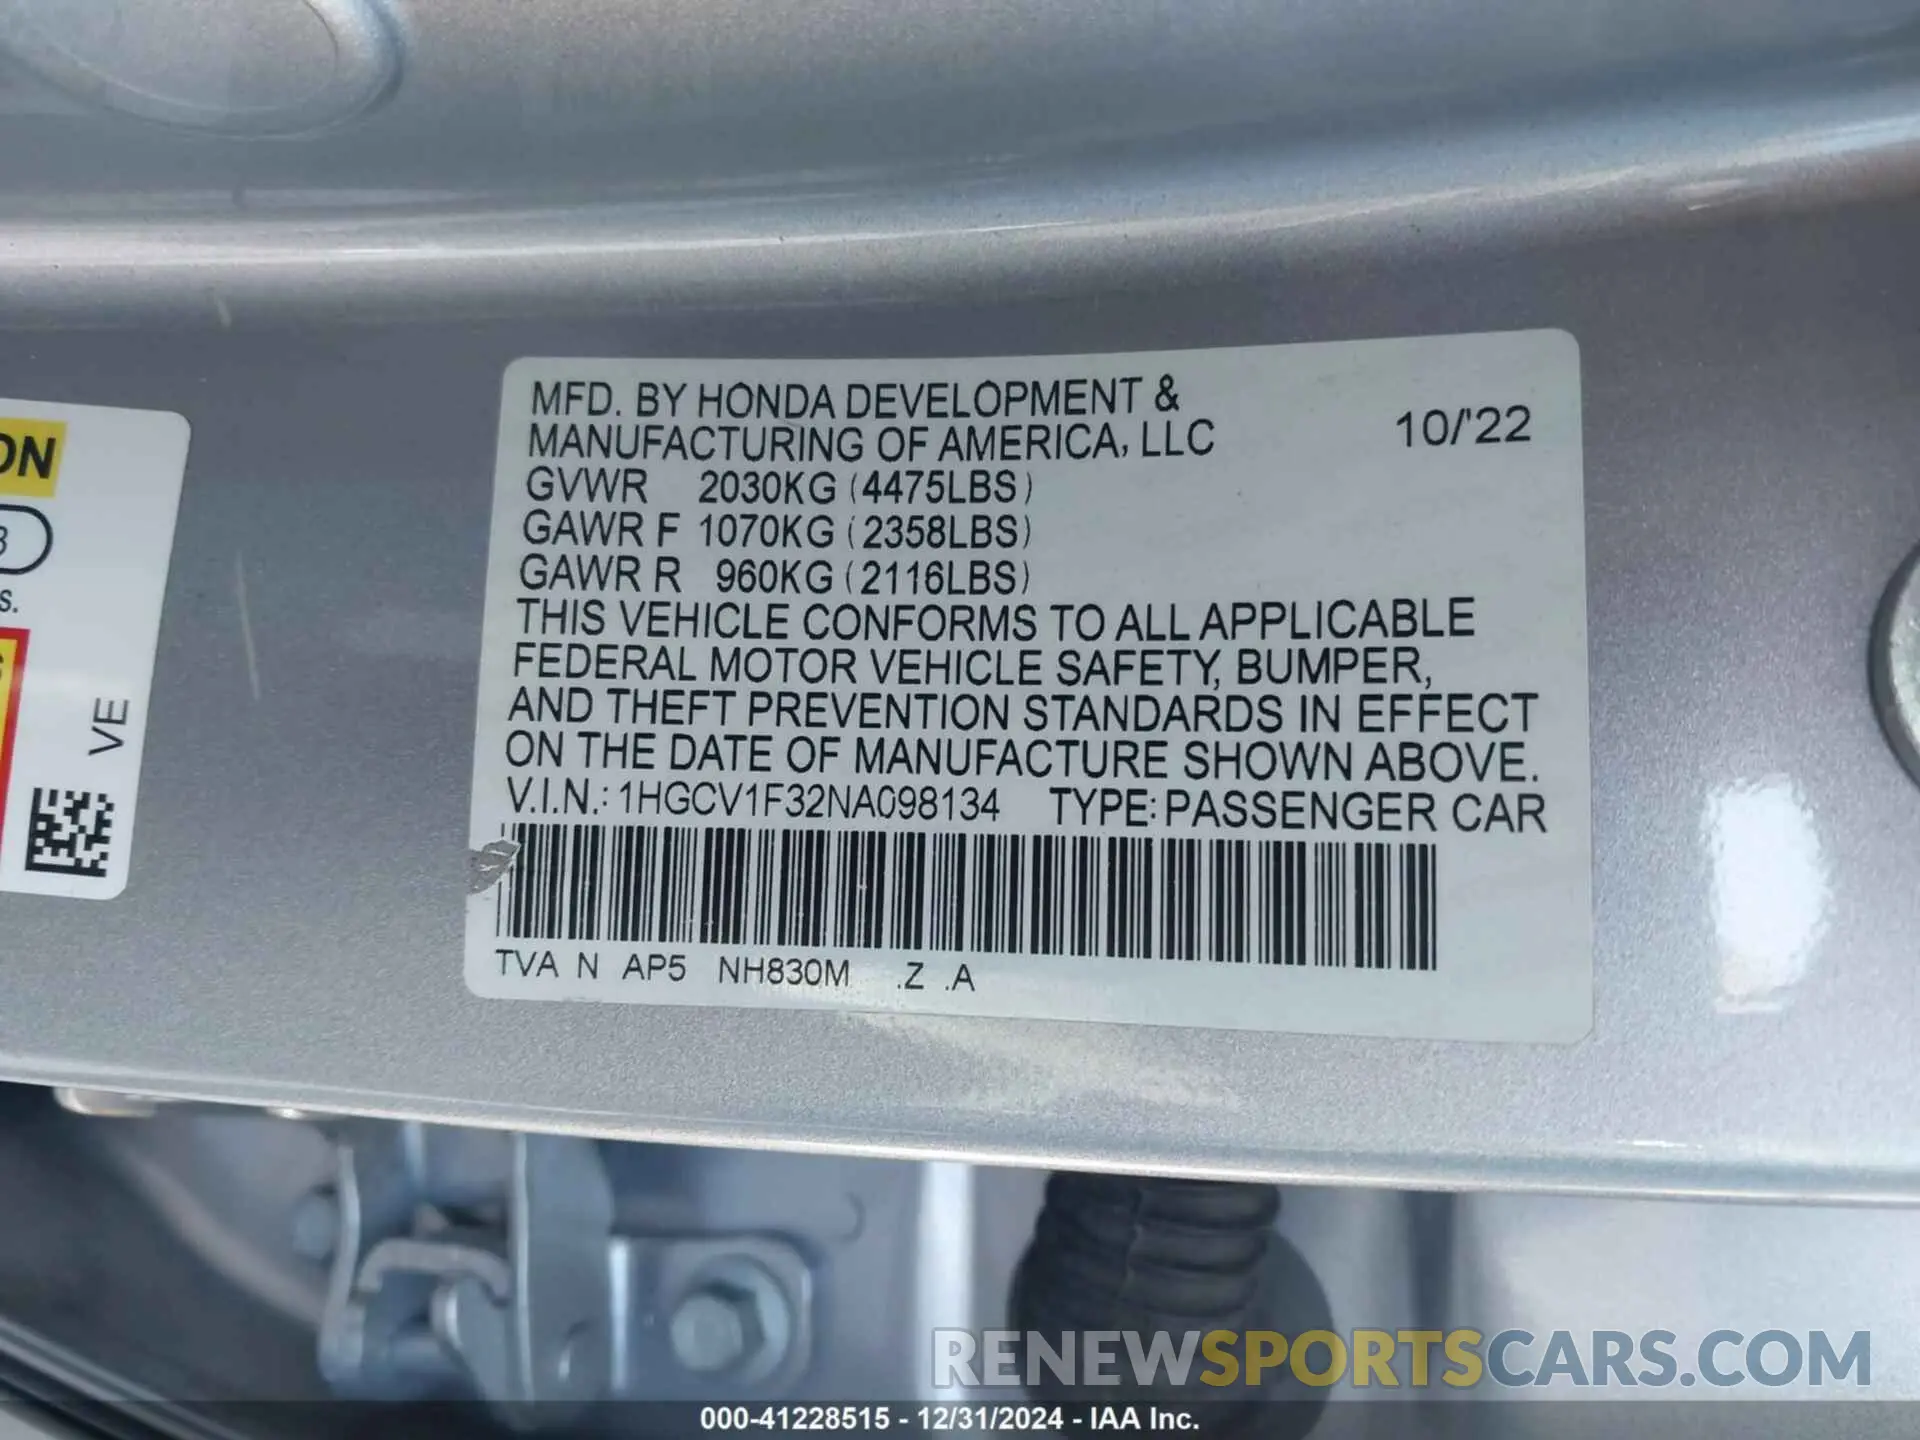 ON
3
S.
VE
MFD. BY HONDA DEVELOPMENT &
MANUFACTURING OF AMERICA, LLC
10/'22
GVWR 2030KG (4475LBS)
GAWR F 1070KG (2358LBS)
GAWR R 960KG (2116LBS)
THIS VEHICLE CONFORMS TO ALL APPLICABLE
FEDERAL MOTOR VEHICLE SAFETY, BUMPER,
AND THEFT PREVENTION STANDARDS IN EFFECT
ON THE DATE OF MANUFACTURE SHOWN ABOVE.
V.I.N.: 1HGCV1F32NA098134 TYPE: PASSENGER CAR
TVA N AP5 NH830M .Z .A
RENEWSPORTSCARS.COM
000-41228515 - 12/31/2024 - IAA Inc.